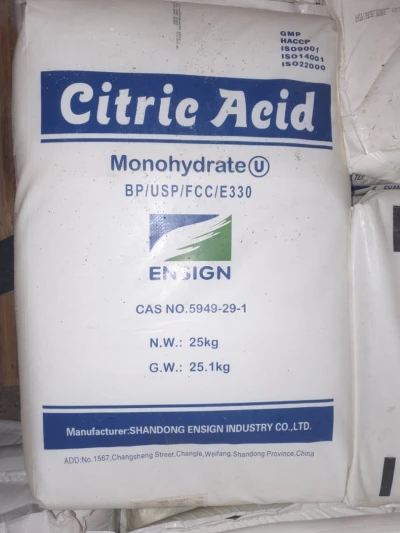 GMP
HACCP
ISO9001
ISO14001
ISO22000
Citric Acid
Monohydrate U
BP/USP/FCC/E330
ENSIGN
CAS NO.5949-29-1
N.W.: 25kg
G.W.: 25.1kg
Manufacturer:SHANDONG ENSIGN INDUSTRY CO.,LTD.
ADD:No.1567,Changsheng Street,Changle,Weifang,Shandong Province,China